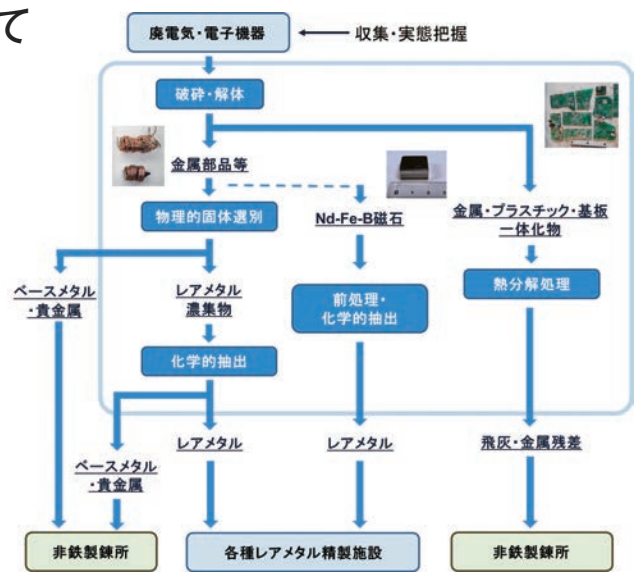 て
廃電気・電子機器
収集・実態把握
破砕・解体
金属部品等
物理的固体選別
Nd-Fe-B磁石
金属・プラスチック・基板
一体化物
ベースメタル
・貴金属
レアメタル
濃集物
前処理・
化学的抽出
熱分解処理
化学的抽出
レアメタル
レアメタル
飛灰・金属残差
ベースメタル
・貴金属
非鉄製錬所
各種レアメタル精製施設
非鉄製錬所